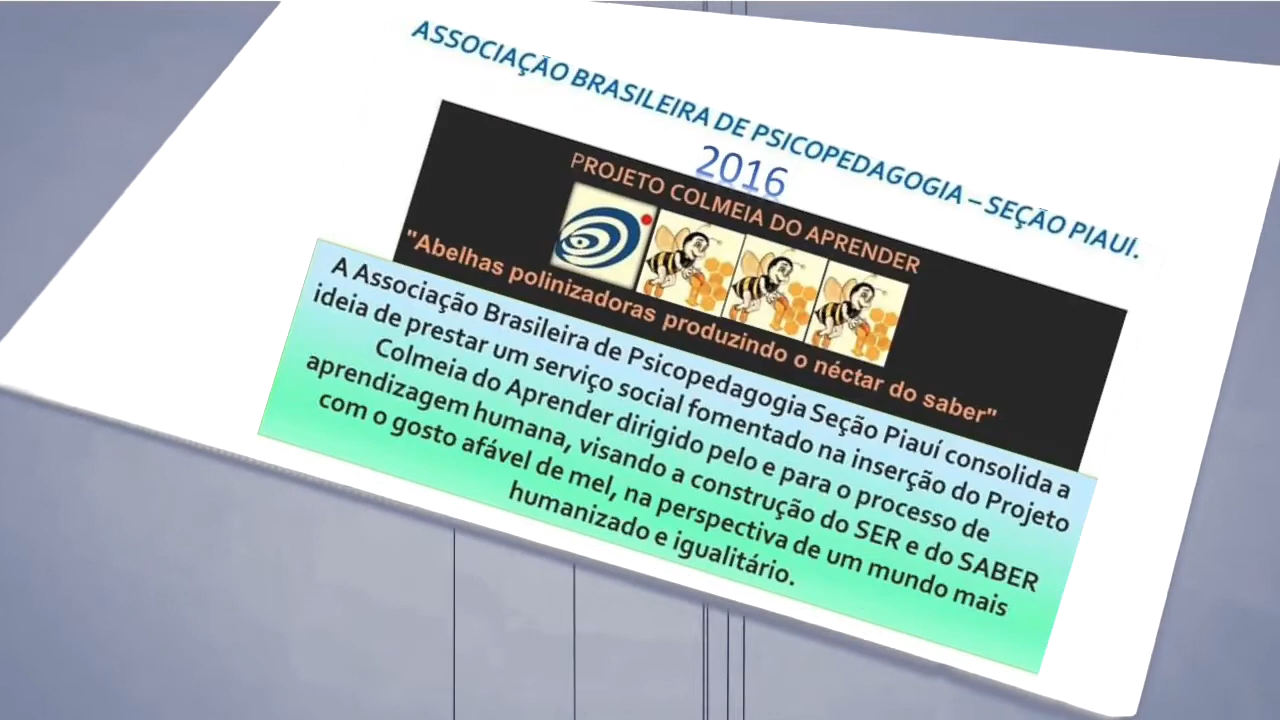 ASSOCIAÇÃO BRASILEIRA DE PSICOPEDAGOGIA – SEÇÃO PIAUÍ.
2016
PROJETO COLMEIA DO APRENDER
"Abelhas polinizadoras produzindo o néctar do saber"
A Associação Brasileira de Psicopedagogia Seção Piauí consolida a
ideia de prestar um serviço social fomentado na inserção do Projeto
Colmeia do Aprender dirigido pelo e para o processo de
aprendizagem humana, visando a construção do SER e do SABER
com o gosto afável de mel, na perspectiva de um mundo mais
humanizado e igualitário.